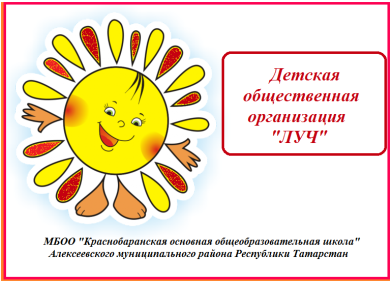 Детская
общественная
организация
"ЛУЧ"
МБОО "Краснобаранская основная общеобразовательная школа"
Алексеевского муниципального района Республики Татарстан